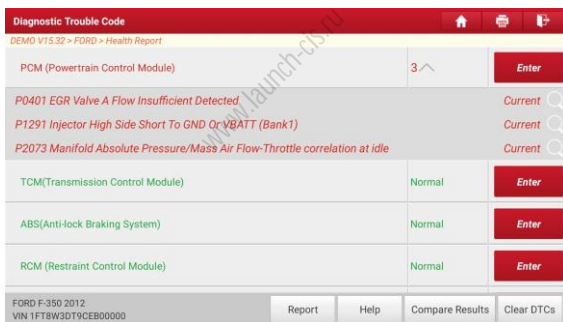 Diagnostic Trouble Code
DEMO V15.32 > FORD > Health Report
PCM (Powertrain Control Module) 3 Enter
P0401 EGR Valve A Flow Insufficient Detected Current
P1291 Injector High Side Short To GND Or VBATT (Bank1) Current
P2073 Manifold Absolute Pressure/Mass Air Flow-Throttle correlation at idle Current
TCM(Transmission Control Module) Normal Enter
ABS(Anti-lock Braking System) Normal Enter
RCM (Restraint Control Module) Normal Enter
FORD F-350 2012
VIN 1FT8W3DT9CEB00000
Report Help Compare Results Clear DTCs
www.launch-cis.ru